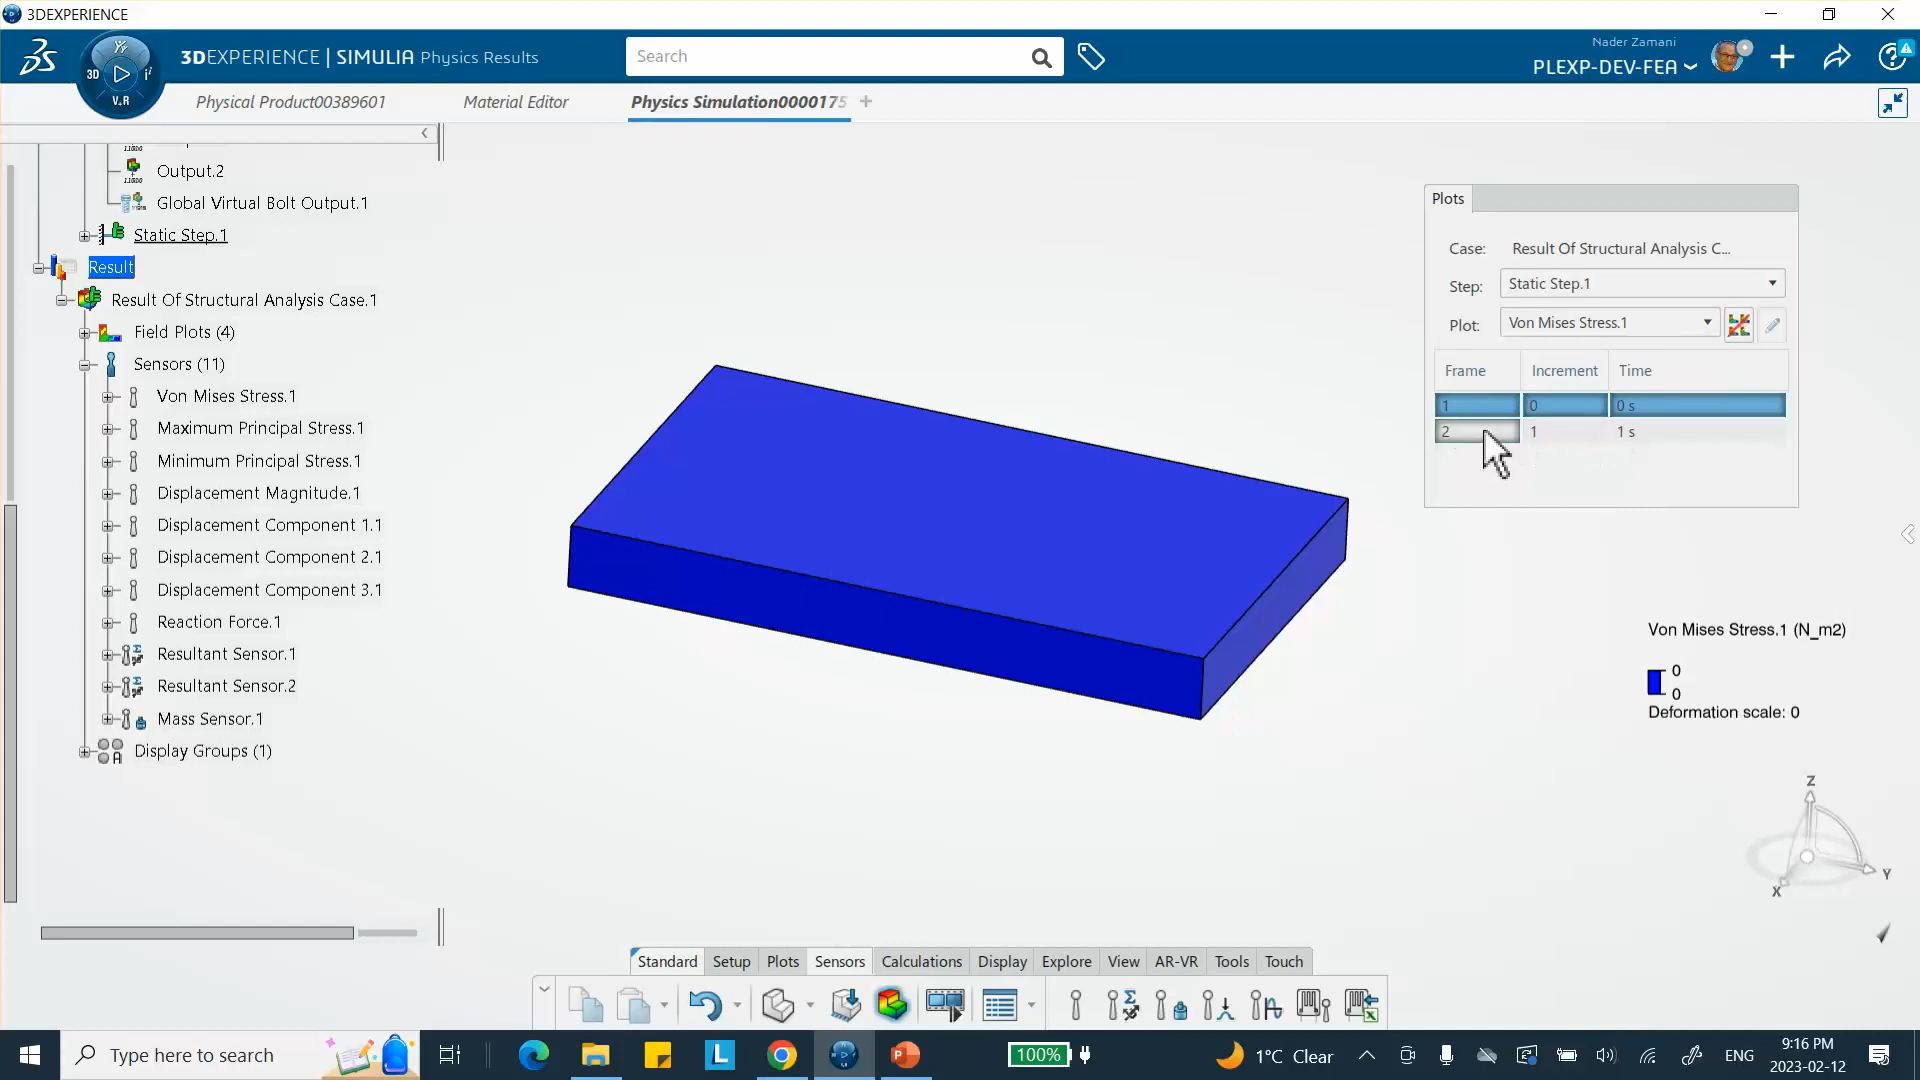 3DEXPERIENCE
3DEXPERIENCE | SIMULIA Physics Results
Search
Nader Zamani
PLEXP-DEV-FEA
3D
V.R
Physical Product00389601
Material Editor
Physics Simulation0000175
Output.2
Global Virtual Bolt Output.1
Static Step.1
Result
Result Of Structural Analysis Case.1
Field Plots (4)
Sensors (11)
Von Mises Stress.1
Maximum Principal Stress.1
Minimum Principal Stress.1
Displacement Magnitude.1
Displacement Component 1.1
Displacement Component 2.1
Displacement Component 3.1
Reaction Force.1
Resultant Sensor.1
Resultant Sensor.2
Mass Sensor.1
Display Groups (1)
Plots
Case: Result Of Structural Analysis C...
Step: Static Step.1
Plot: Von Mises Stress.1
Frame Increment Time
1 0 0 s
2 1 1 s
Von Mises Stress.1 (N_m2)
0
0
Deformation scale: 0
Z
Y
X
Standard Setup Plots Sensors Calculations Display Explore View AR-VR Tools Touch
Type here to search
100%
1°C Clear
ENG
9:16 PM
2023-02-12